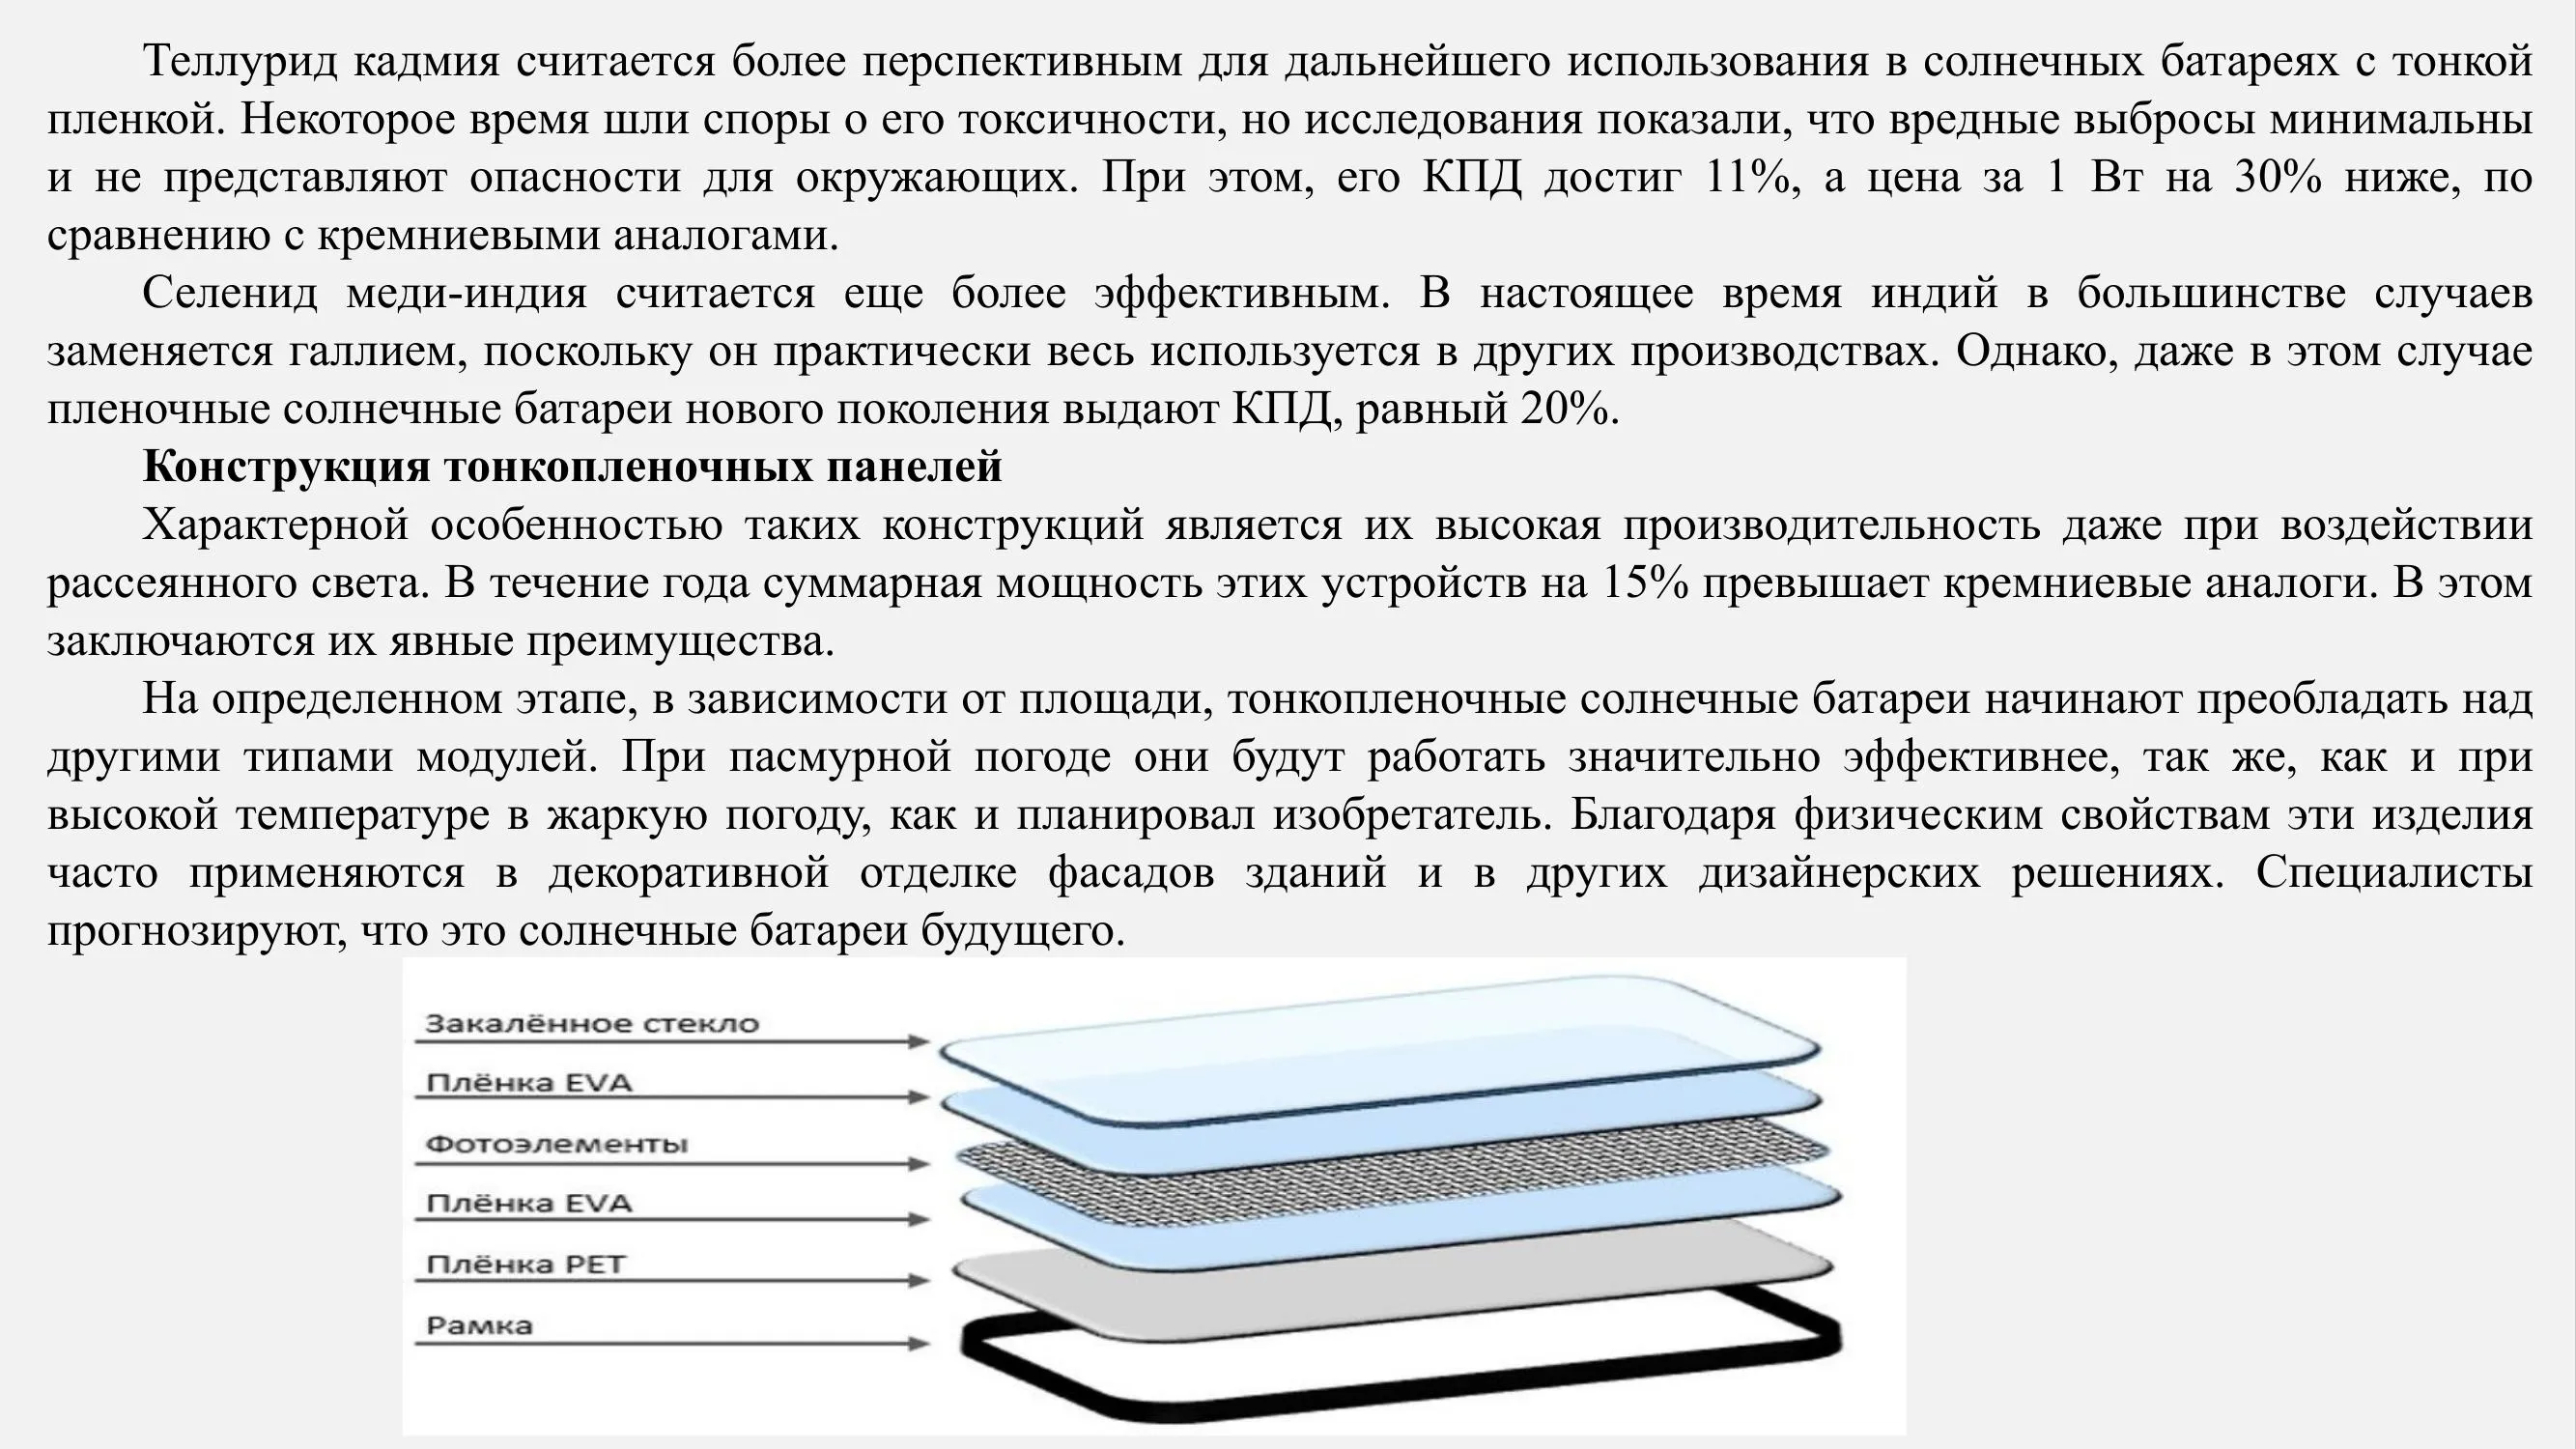 Теллурид кадмия считается более перспективным для дальнейшего использования в солнечных батареях с тонкой
пленкой. Некоторое время шли споры о его токсичности, но исследования показали, что вредные выбросы минимальны
и не представляют опасности для окружающих. При этом, его КПД достиг 11%, а цена за 1 Вт на 30% ниже, по
сравнению с кремниевыми аналогами.
Селенид меди-индия считается еще более эффективным. В настоящее время индий в большинстве случаев
заменяется галлием, поскольку он практически весь используется в других производствах. Однако, даже в этом случае
пленочные солнечные батареи нового поколения выдают КПД, равный 20%.
Конструкция тонкопленочных панелей
Характерной особенностью таких конструкций является их высокая производительность даже при воздействии
рассеянного света. В течение года суммарная мощность этих устройств на 15% превышает кремниевые аналоги. В этом
заключаются их явные преимущества.
На определенном этапе, в зависимости от площади, тонкопленочные солнечные батареи начинают преобладать над
другими типами модулей. При пасмурной погоде они будут работать значительно эффективнее, так же, как и при
высокой температуре в жаркую погоду, как и планировал изобретатель. Благодаря физическим свойствам эти изделия
часто применяются в декоративной отделке фасадов зданий и в других дизайнерских решениях. Специалисты
прогнозируют, что это солнечные батареи будущего.
Закалённое стекло
Плёнка EVA
Фотоэлементы
Плёнка EVA
Плёнка PET
Рамка